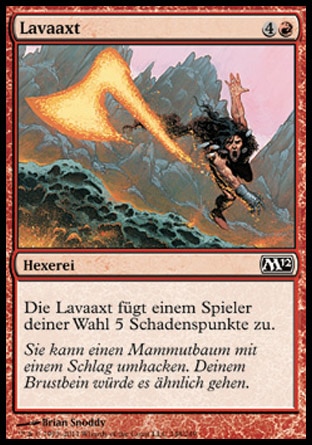 Lavaaxt 4
Hexerei M12
Die Lavaaxt fügt einem Spieler
deiner Wahl 5 Schadenspunkte zu.
Sie kann einen Mammutbaum mit
einem Schlag umhacken. Deinem
Brustbein würde es ähnlich gehen.
Brian Snõddy